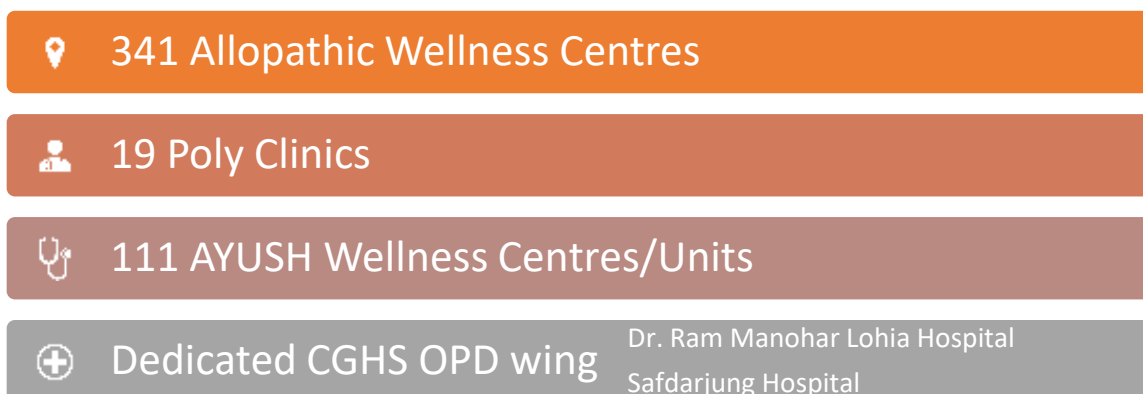 341 Allopathic Wellness Centres
19 Poly Clinics
111 AYUSH Wellness Centres/Units
Dedicated CGHS OPD wing
Dr. Ram Manohar Lohia Hospital
Safdarjung Hospital